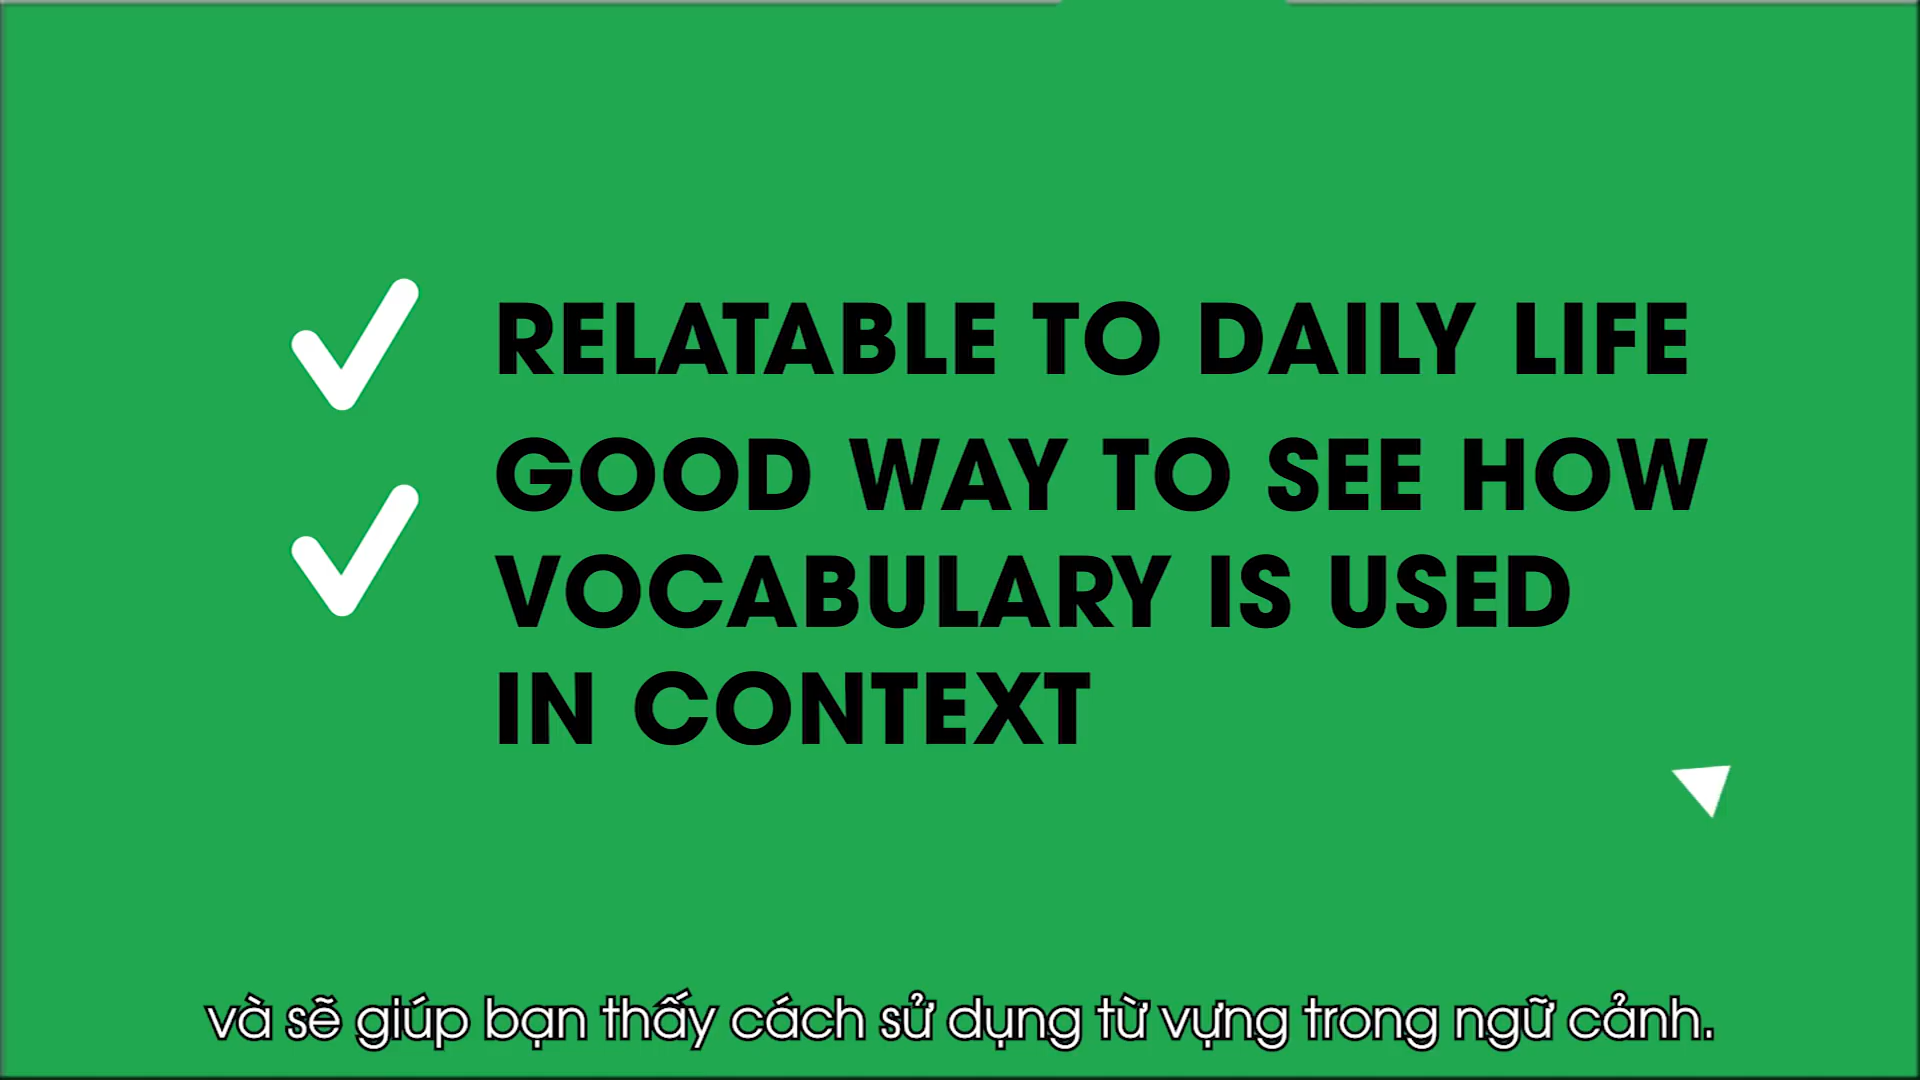 RELATABLE TO DAILY LIFE
GOOD WAY TO SEE HOW
VOCABULARY IS USED
IN CONTEXT
và sẽ giúp bạn thấy cách sử dụng từ vựng trong ngữ cảnh.